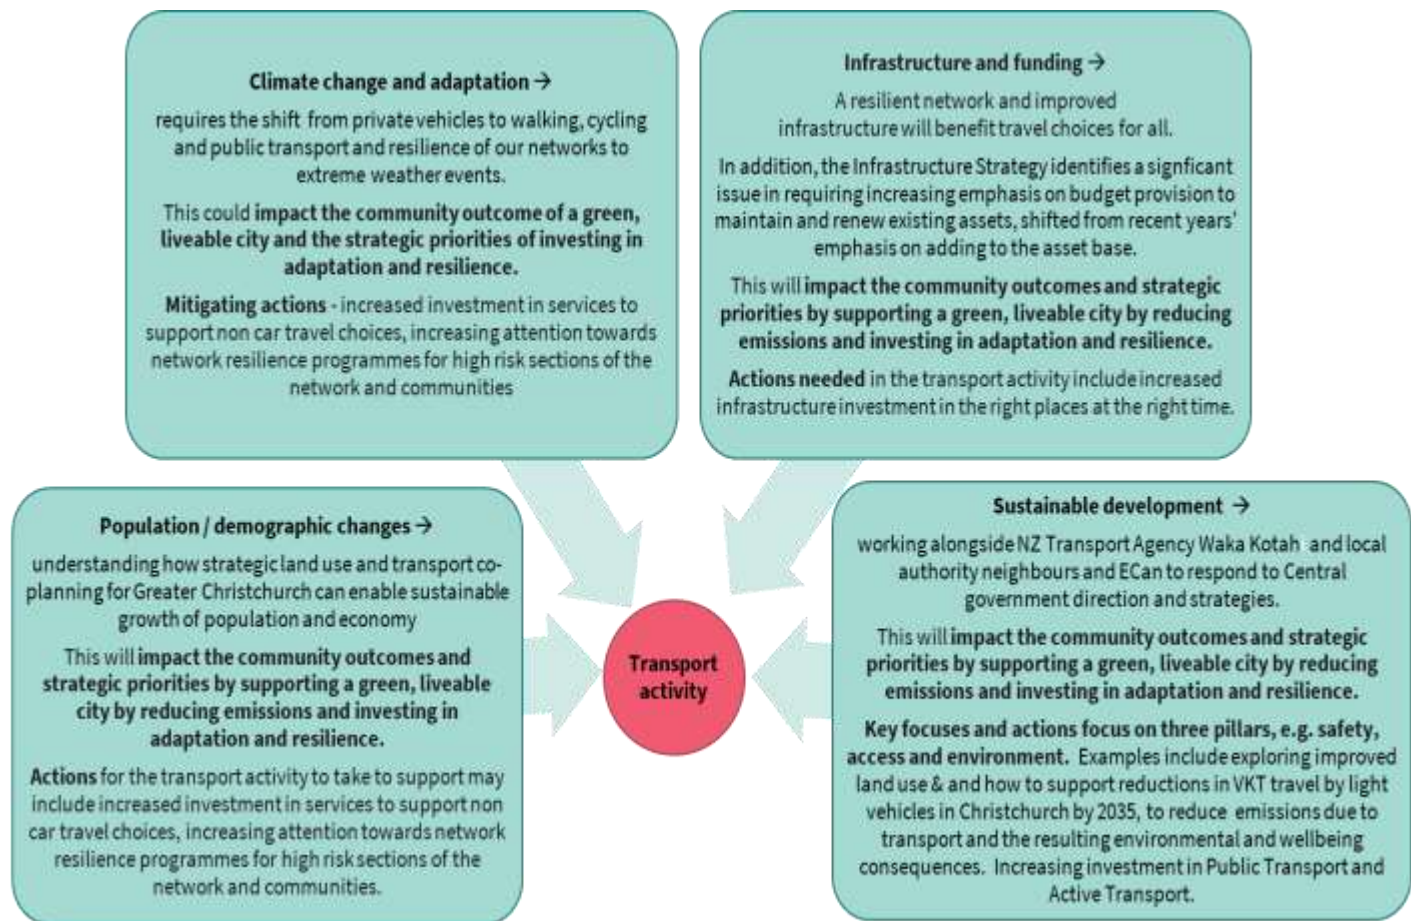 Climate change and adaptation →
requires the shift from private vehicles to walking, cycling
and public transport and resilience of our networks to
extreme weather events.
This could impact the community outcome of a green,
liveable city and the strategic priorities of investing in
adaptation and resilience.
Mitigating actions - increased investment in services to
support non car travel choices, increasing attention towards
network resilience programmes for high risk sections of the
network and communities
Infrastructure and funding →
A resilient network and improved
infrastructure will benefit travel choices for all.
In addition, the Infrastructure Strategy identifies a signficant
issue in requiring increasing emphasis on budget provision to
maintain and renew existing assets, shifted from recent years'
emphasis on adding to the asset base.
This will impact the community outcomes and strategic
priorities by supporting a green, liveable city by reducing
emissions and investing in adaptation and resilience.
Actions needed in the transport activity include increased
infrastructure investment in the right places at the right time.
Population / demographic changes →
understanding how strategic land use and transport co-
planning for Greater Christchurch can enable sustainable
growth of population and economy
This will impact the community outcomes and
strategic priorities by supporting a green, liveable
city by reducing emissions and investing in
adaptation and resilience.
Actions for the transport activity to take to support may
include increased investment in services to support non
car travel choices, increasing attention towards network
resilience programmes for high risk sections of the
network and communities.
Transport
activity
Sustainable development →
working alongside NZ Transport Agency Waka Kotah and local
authority neighbours and ECan to respond to Central
government direction and strategies.
This will impact the community outcomes and strategic
priorities by supporting a green, liveable city by reducing
emissions and investing in adaptation and resilience.
Key focuses and actions focus on three pillars, e.g. safety,
access and environment. Examples include exploring improved
land use & and how to support reductions in VKT travel by light
vehicles in Christchurch by 2035, to reduce emissions due to
transport and the resulting environmental and wellbeing
consequences. Increasing investment in Public Transport and
Active Transport.